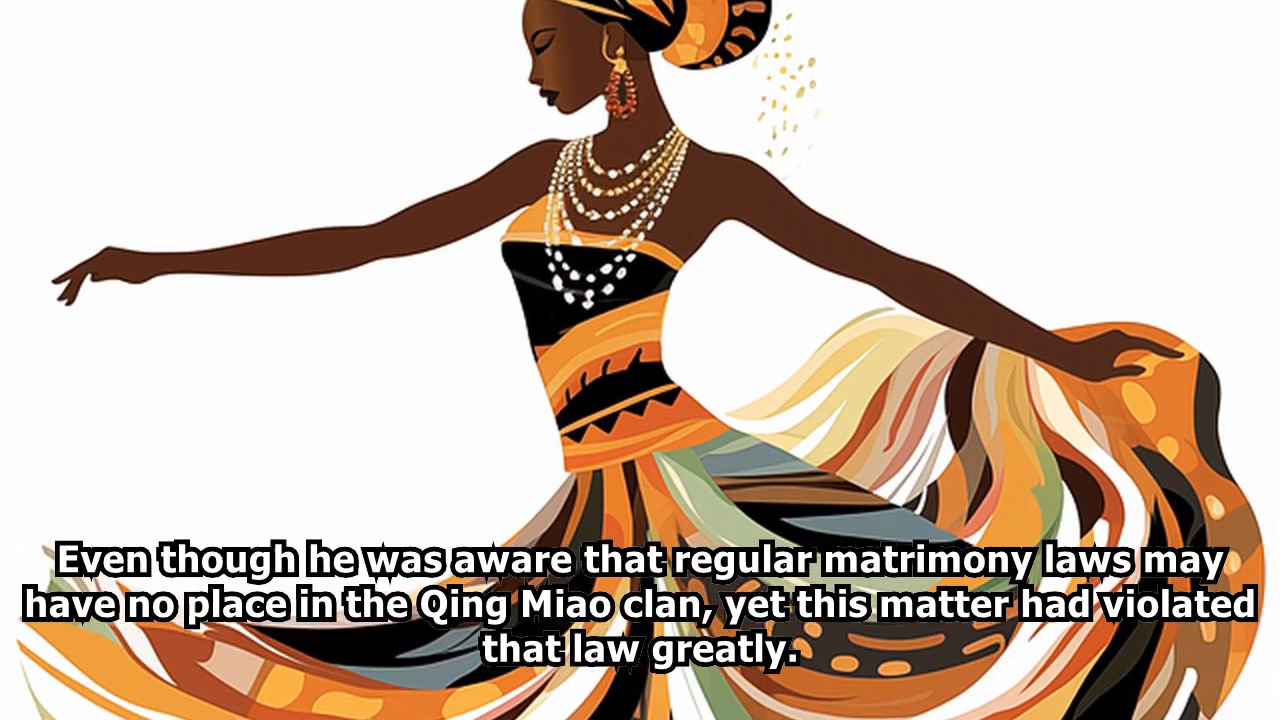 Even though he was aware that regular matrimony laws may
have no place in the Qing Miao clan, yet this matter had violated
that law greatly.